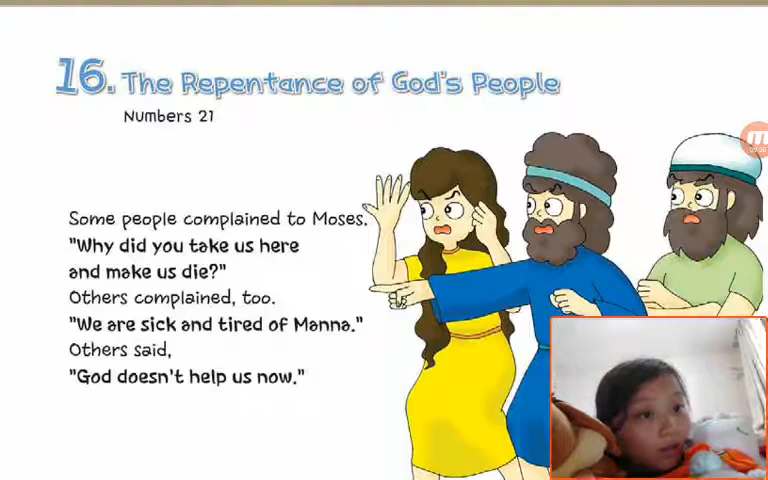 16. The Repentance of God's People
Numbers 21
Some people complained to Moses.
"Why did you take us here
and make us die?"
Others complained, too.
"We are sick and tired of Manna."
Others said,
"God doesn't help us now."